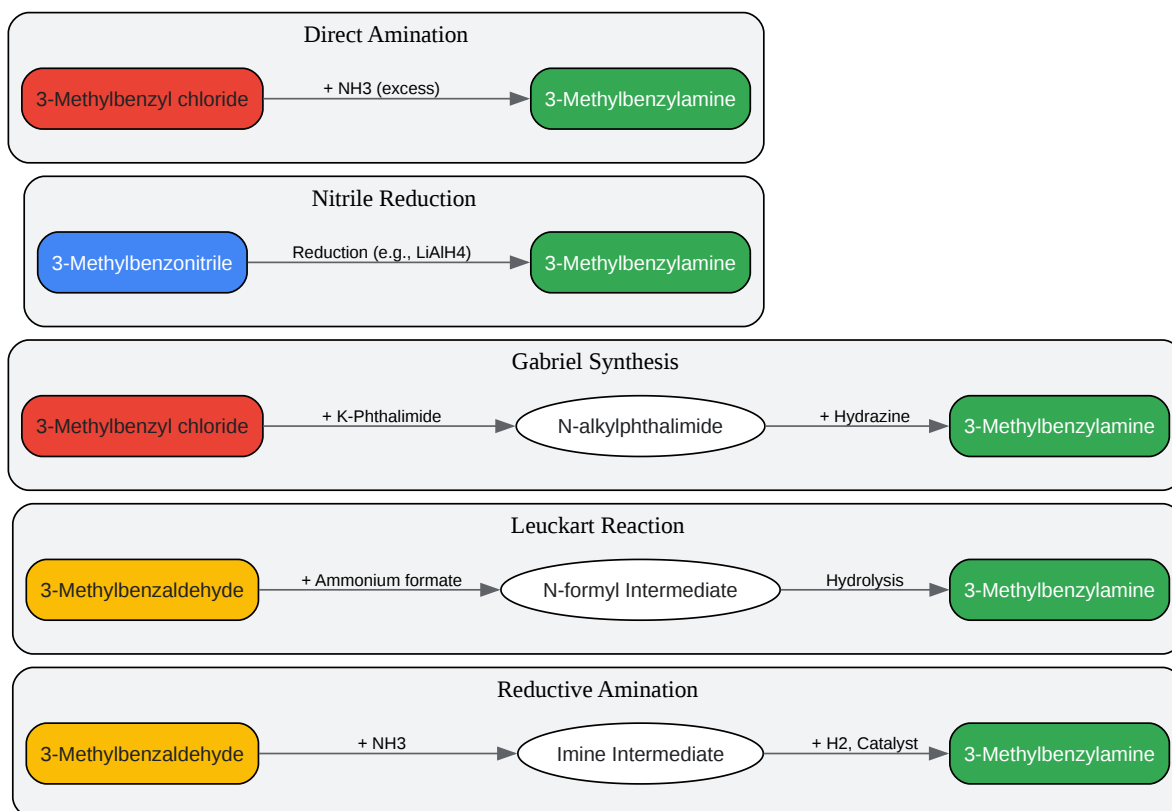 Direct Amination
3-Methylbenzyl chloride
+ NH3 (excess)
3-Methylbenzylamine
Nitrile Reduction
3-Methylbenzonitrile
Reduction (e.g., LiAlH4)
3-Methylbenzylamine
Gabriel Synthesis
3-Methylbenzyl chloride
+ K-Phthalimide
N-alkylphthalimide
+ Hydrazine
3-Methylbenzylamine
Leuckart Reaction
3-Methylbenzaldehyde
+ Ammonium formate
N-formyl Intermediate
Hydrolysis
3-Methylbenzylamine
Reductive Amination
3-Methylbenzaldehyde
+ NH3
Imine Intermediate
+ H2, Catalyst
3-Methylbenzylamine